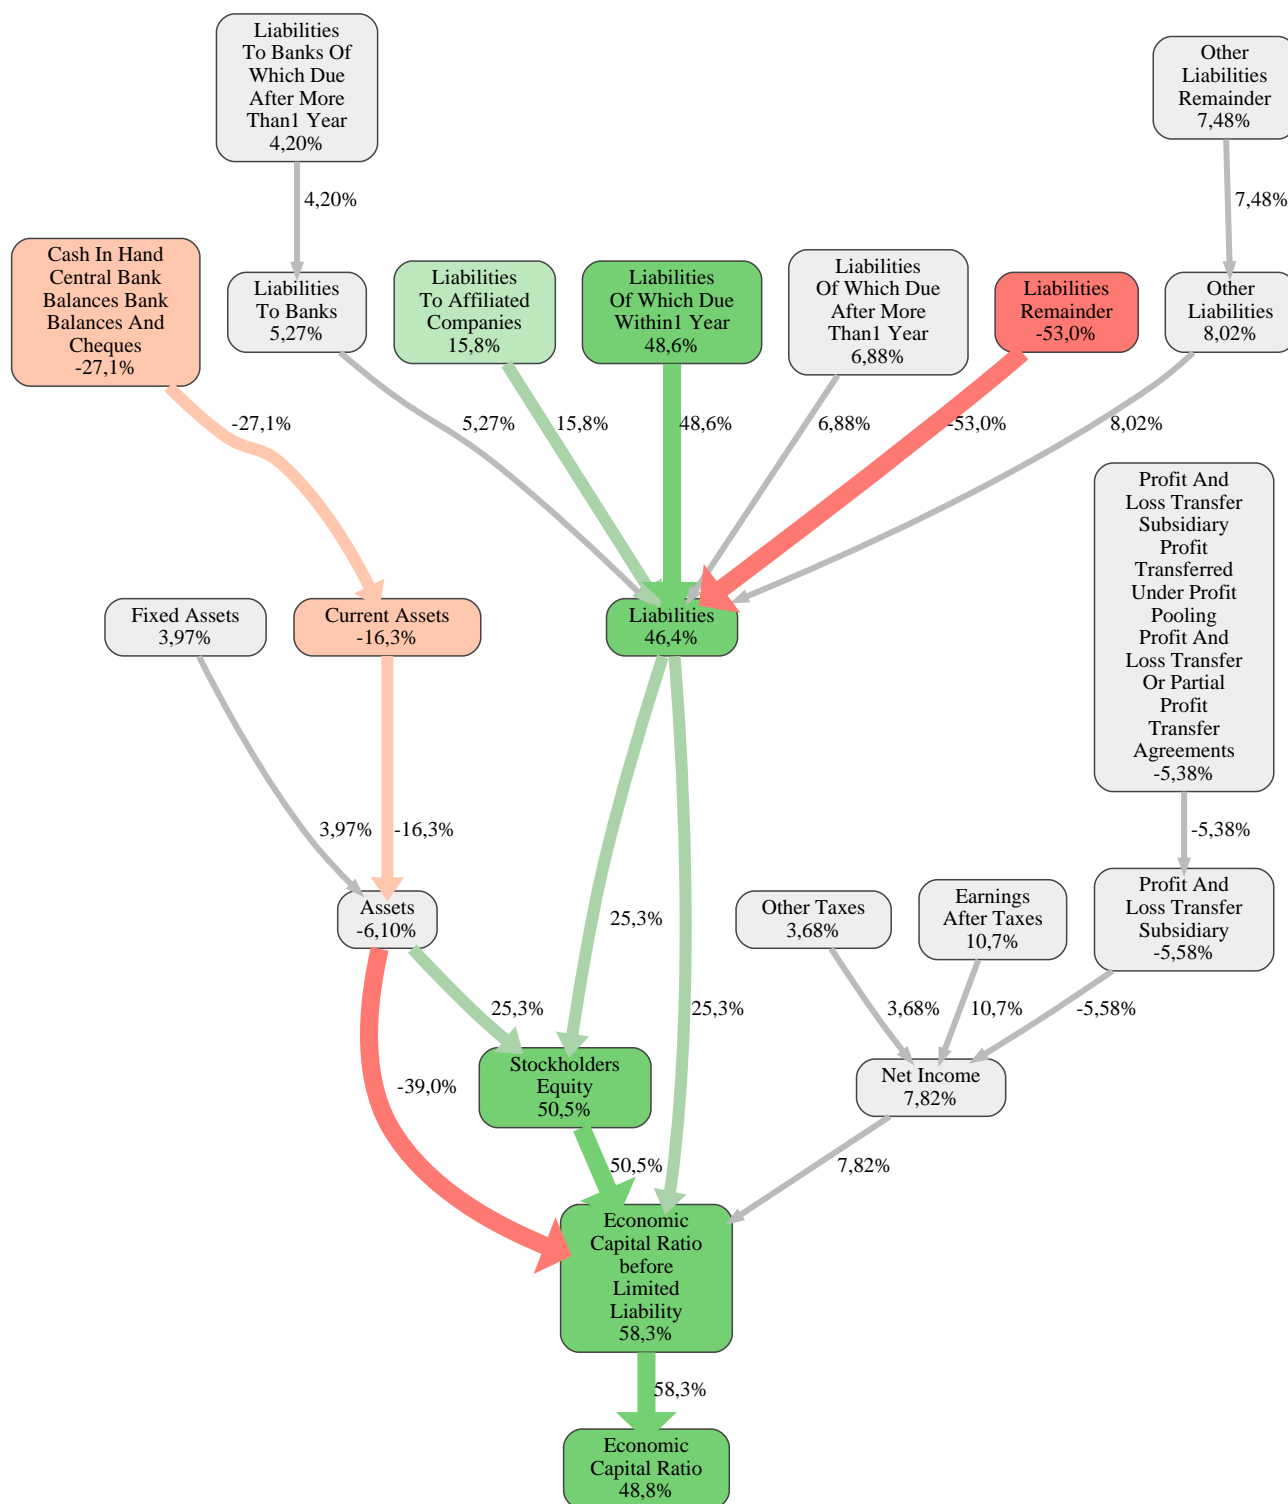 Liabilities
To Banks Of
Which Due
After More
Than1 Year
4,20%
Other
Liabilities
Remainder
7,48%
4,20%
7,48%
Cash In Hand
Central Bank
Balances Bank
Balances And
Cheques
-27,1%
Liabilities
To Banks
5,27%
Liabilities
To Affiliated
Companies
15,8%
Liabilities
Of Which Due
Within1 Year
48,6%
Liabilities
Of Which Due
After More
Than1 Year
6,88%
Liabilities
Remainder
-53,0%
Other
Liabilities
8,02%
-27,1%
5,27%
15,8%
48,6%
6,88%
-53,0%
8,02%
Profit And
Loss Transfer
Subsidiary
Profit
Transferred
Under Profit
Pooling
Profit And
Loss Transfer
Or Partial
Profit
Transfer
Agreements
-5,38%
Fixed Assets
3,97%
Current Assets
-16,3%
Liabilities
46,4%
3,97%
-16,3%
-5,38%
Assets
-6,10%
Other Taxes
3,68%
Earnings
After Taxes
10,7%
Profit And
Loss Transfer
Subsidiary
-5,58%
25,3%
25,3%
25,3%
3,68%
10,7%
-5,58%
-39,0%
Stockholders
Equity
50,5%
Net Income
7,82%
50,5%
7,82%
Economic
Capital Ratio
before
Limited
Liability
58,3%
58,3%
Economic
Capital Ratio
48,8%